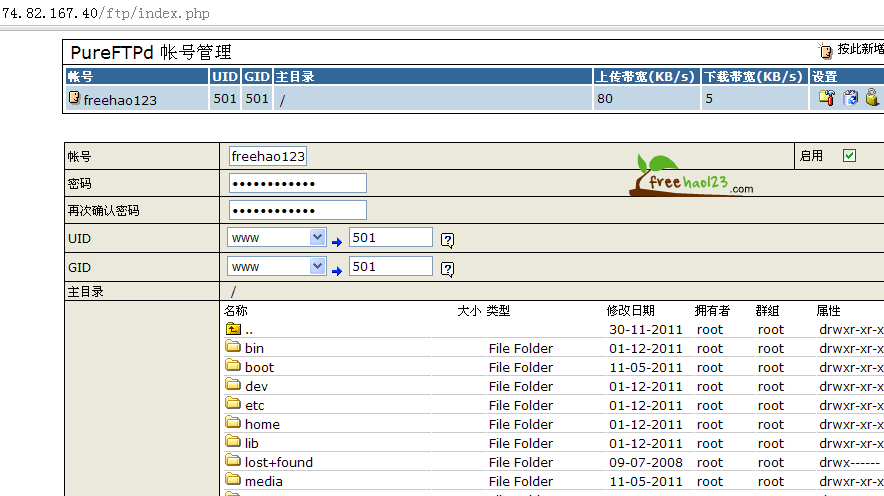 74.82.167.40/ftp/index.php
PureFTPd 帐号管理 按此新增
帐号 UID GID 主目录 上传带宽(KB/s) 下载带宽(KB/s) 设置
freehao123 501 501 / 80 5
帐号 freehao123 启用
密码 ••••••••••••
freehao123.com
再次确认密码 ••••••••••••
UID www 501 ?
GID www 501 ?
主目录 /
名称 大小 类型 修改日期 拥有者 群组 属性
.. 30-11-2011 root root drwxr-xr-x
bin File Folder 01-12-2011 root root drwxr-xr-x
boot File Folder 11-05-2011 root root drwxr-xr-x
dev File Folder 01-12-2011 root root drwxr-xr-x
etc File Folder 01-12-2011 root root drwxr-xr-x
home File Folder 01-12-2011 root root drwxr-xr-x
lib File Folder 01-12-2011 root root drwxr-xr-x
lost+found File Folder 09-07-2008 root root drwx------
media File Folder 11-05-2011 root root drwxr-xr-x